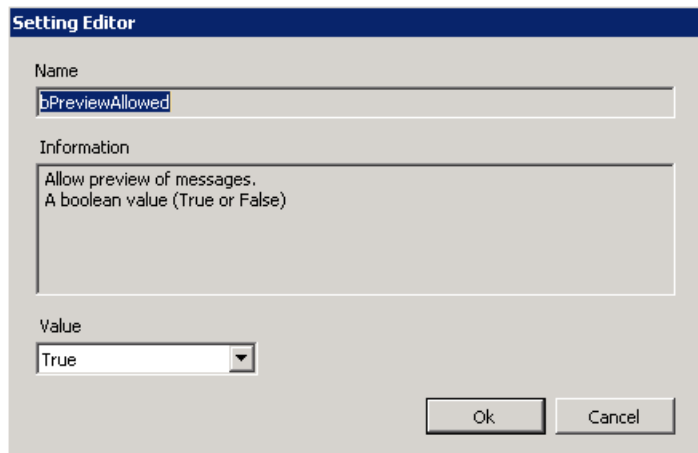 Setting Editor
Name
bPreviewAllowed
Information
Allow preview of messages.
A boolean value (True or False)
Value
True
Ok
Cancel